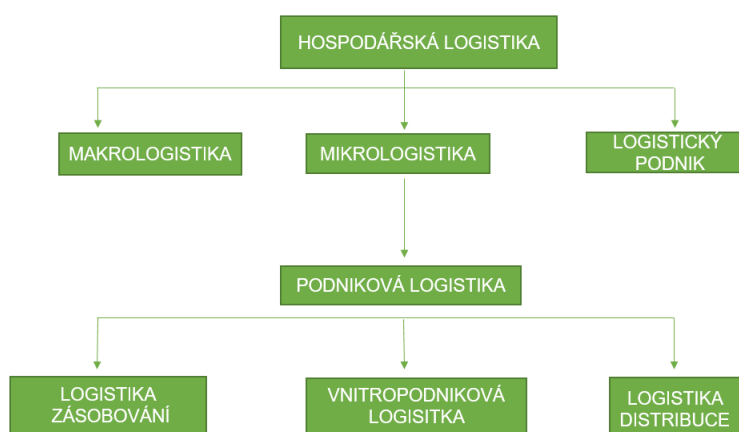 HOSPODÁŘSKÁ LOGISTIKA
MAKROLOGISTIKA
MIKROLOGISTIKA
LOGISTICKÝ
PODNIK
PODNIKOVÁ LOGISTIKA
LOGISTIKA
ZÁSOBOVÁNÍ
VNITROPODNIKOVÁ
LOGISITKA
LOGISTIKA
DISTRIBUCE